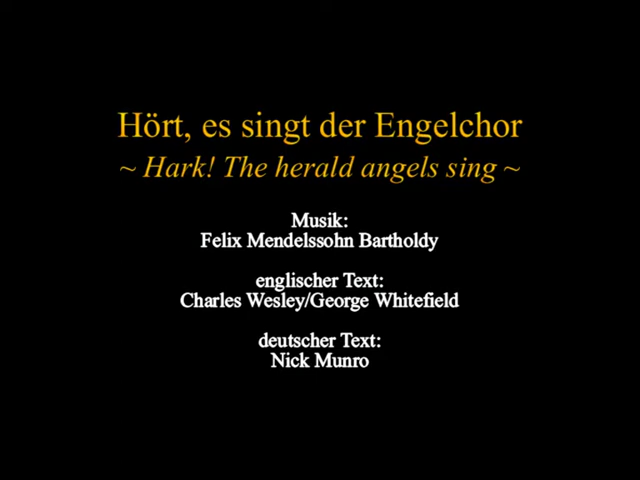 Hört, es singt der Engelchor
~ Hark! The herald angels sing ~
Musik:
Felix Mendelssohn Bartholdy
englischer Text:
Charles Wesley/George Whitefield
deutscher Text:
Nick Munro